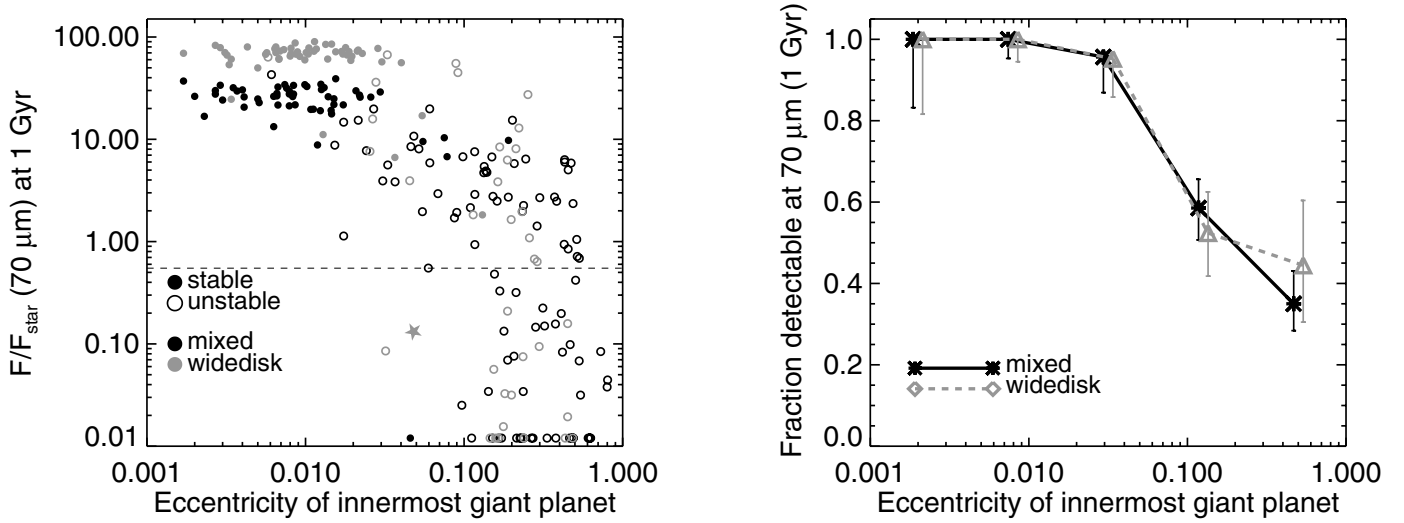 F/F_star (70 μm) at 1 Gyr
100.00
10.00
1.00
0.10
0.01
stable
unstable
mixed
widedisk
0.001 0.010 0.100 1.000
Eccentricity of innermost giant planet
Fraction detectable at 70 μm (1 Gyr)
1.0
0.8
0.6
0.4
0.2
0.0
mixed
widedisk
0.001 0.010 0.100 1.000
Eccentricity of innermost giant planet